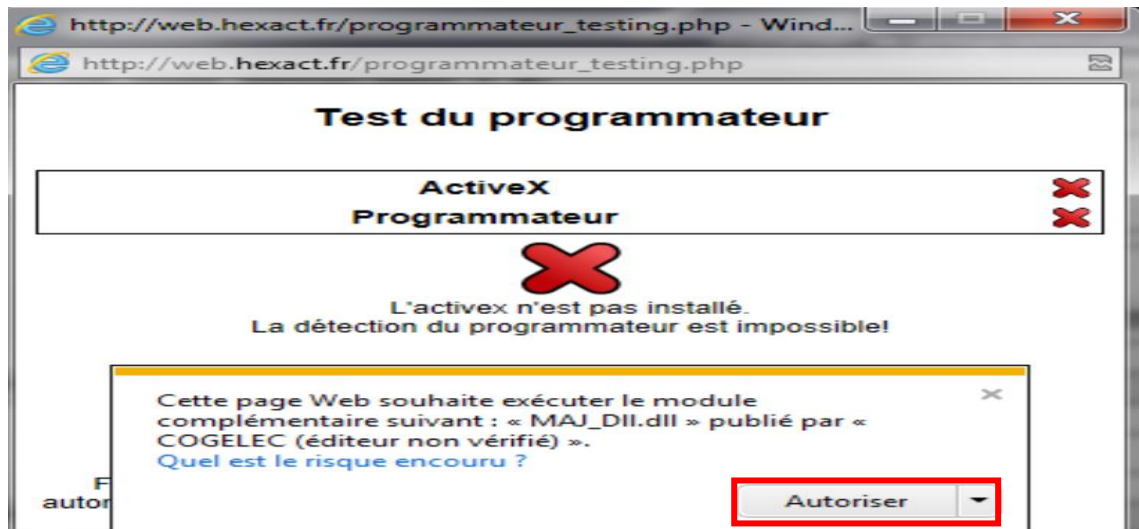 http://web.hexact.fr/programmateur_testing.php - Wind...
http://web.hexact.fr/programmateur_testing.php
Test du programmateur
ActiveX
Programmateur
L'activex n'est pas installé.
La détection du programmateur est impossible!
Cette page Web souhaite exécuter le module
complémentaire suivant : « MAJ_Dll.dll » publié par «
COGELEC (éditeur non vérifié) ».
Quel est le risque encouru ?
F
autor
Autoriser